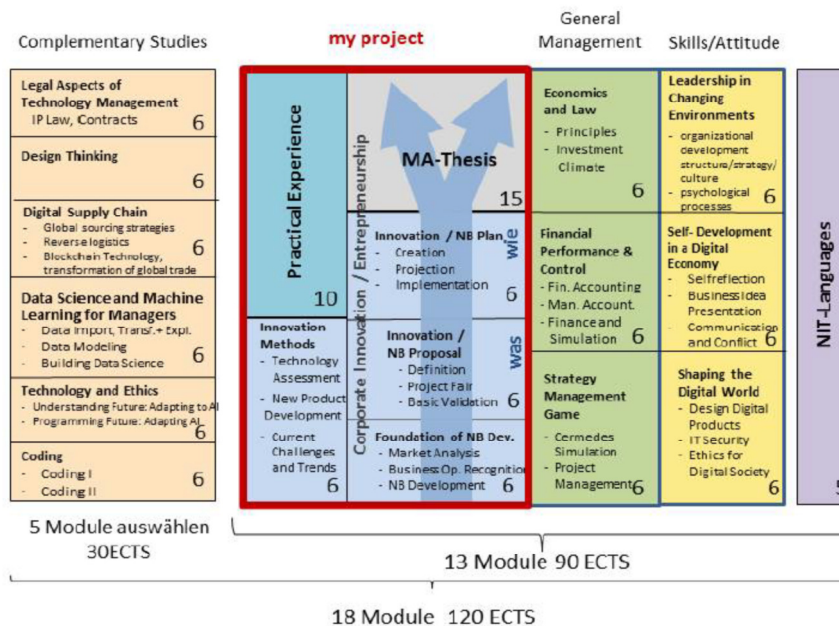 Complementary Studies
my project
General
Management
Skills/Attitude
Legal Aspects of
Technology Management
IP Law, Contracts
6
Design Thinking
6
Digital Supply Chain
- Global sourcing strategies
- Reverse logistics
- Blockchain Technology,
transformation of global trade
6
Data Science and Machine
Learning for Managers
- Data Import, Transf.+ Expl.
- Data Modeling
- Building Data Science
6
Technology and Ethics
- Understanding Future: Adapting to AI
- Programming Future: Adapting AI
6
Coding
- Coding I
- Coding II
6
5 Module auswählen
30ECTS
Practical Experience
10
Innovation
Methods
- Technology
Assessment
- New Product
Development
- Current
Challenges
and Trends
6
Corporate Innovation / Entrepreneurship
MA-Thesis
15
Innovation / NB Plan
- Creation
- Projection
- Implementation
6
wie
Innovation /
NB Proposal
- Definition
- Project Fair
- Basic Validation
6
was
Foundation of NB Dev.
- Market Analysis
- Business Op. Recognition
- NB Development
6
Economics
and Law
- Principles
- Investment
Climate
6
Financial
Performance &
Control
- Fin. Accounting
- Man. Account.
- Finance and
Simulation
6
Strategy
Management
Game
- Cermedes
Simulation
- Project
Management
6
Leadership in
Changing
Environments
- organizational
development
structure/strategy/
culture
- psychological
processes
6
Self- Development
in a Digital
Economy
- Selfreflection
- Business Idea
Presentation
- Communication
and Conflict
6
Shaping the
Digital World
- Design Digital
Products
- IT Security
- Ethics for
Digital Society
6
NIT-Languages
13 Module 90 ECTS
18 Module 120 ECTS